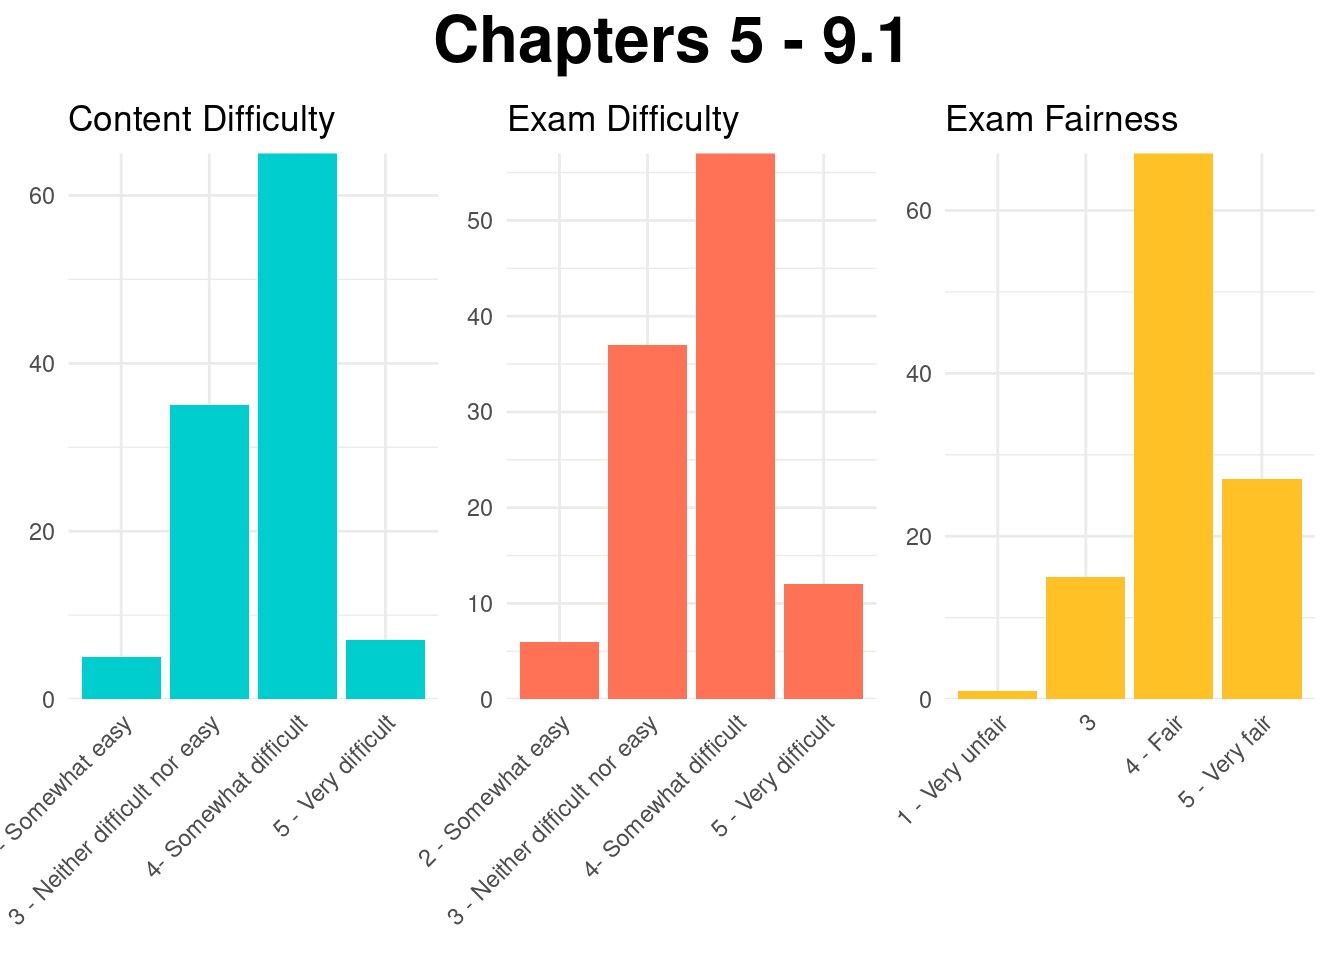 Chapters 5 - 9.1
Content Difficulty
60
40
20
0
- Somewhat easy
3 - Neither difficult nor easy
4- Somewhat difficult
5 - Very difficult
Exam Difficulty
50
40
30
20
10
0
2 - Somewhat easy
3 - Neither difficult nor easy
4- Somewhat difficult
5 - Very difficult
Exam Fairness
60
40
20
0
1 - Very unfair
3
4 - Fair
5 - Very fair